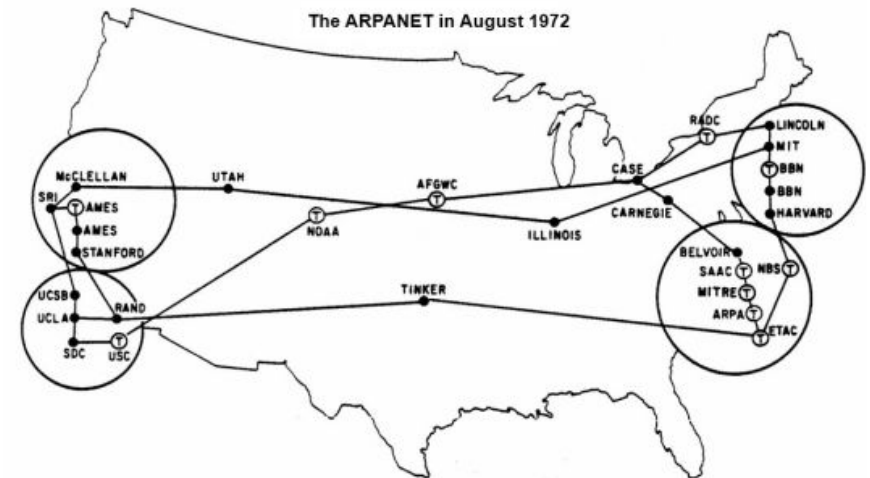 The ARPANET in August 1972
RADC
LINCOLN
MIT
T
BBN
BBN
HARVARD
CASE
CARNEGIE
McCLELLAN
UTAH
AFGWC
T
SRI
T
AMES
AMES
STANFORD
T
NOAA
ILLINOIS
BELVOIR
SAAC
T
NBS
T
MITRE
T
ARPA
T
ETAC
T
UCSB
UCLA
RAND
TINKER
SDC
T
USC
T